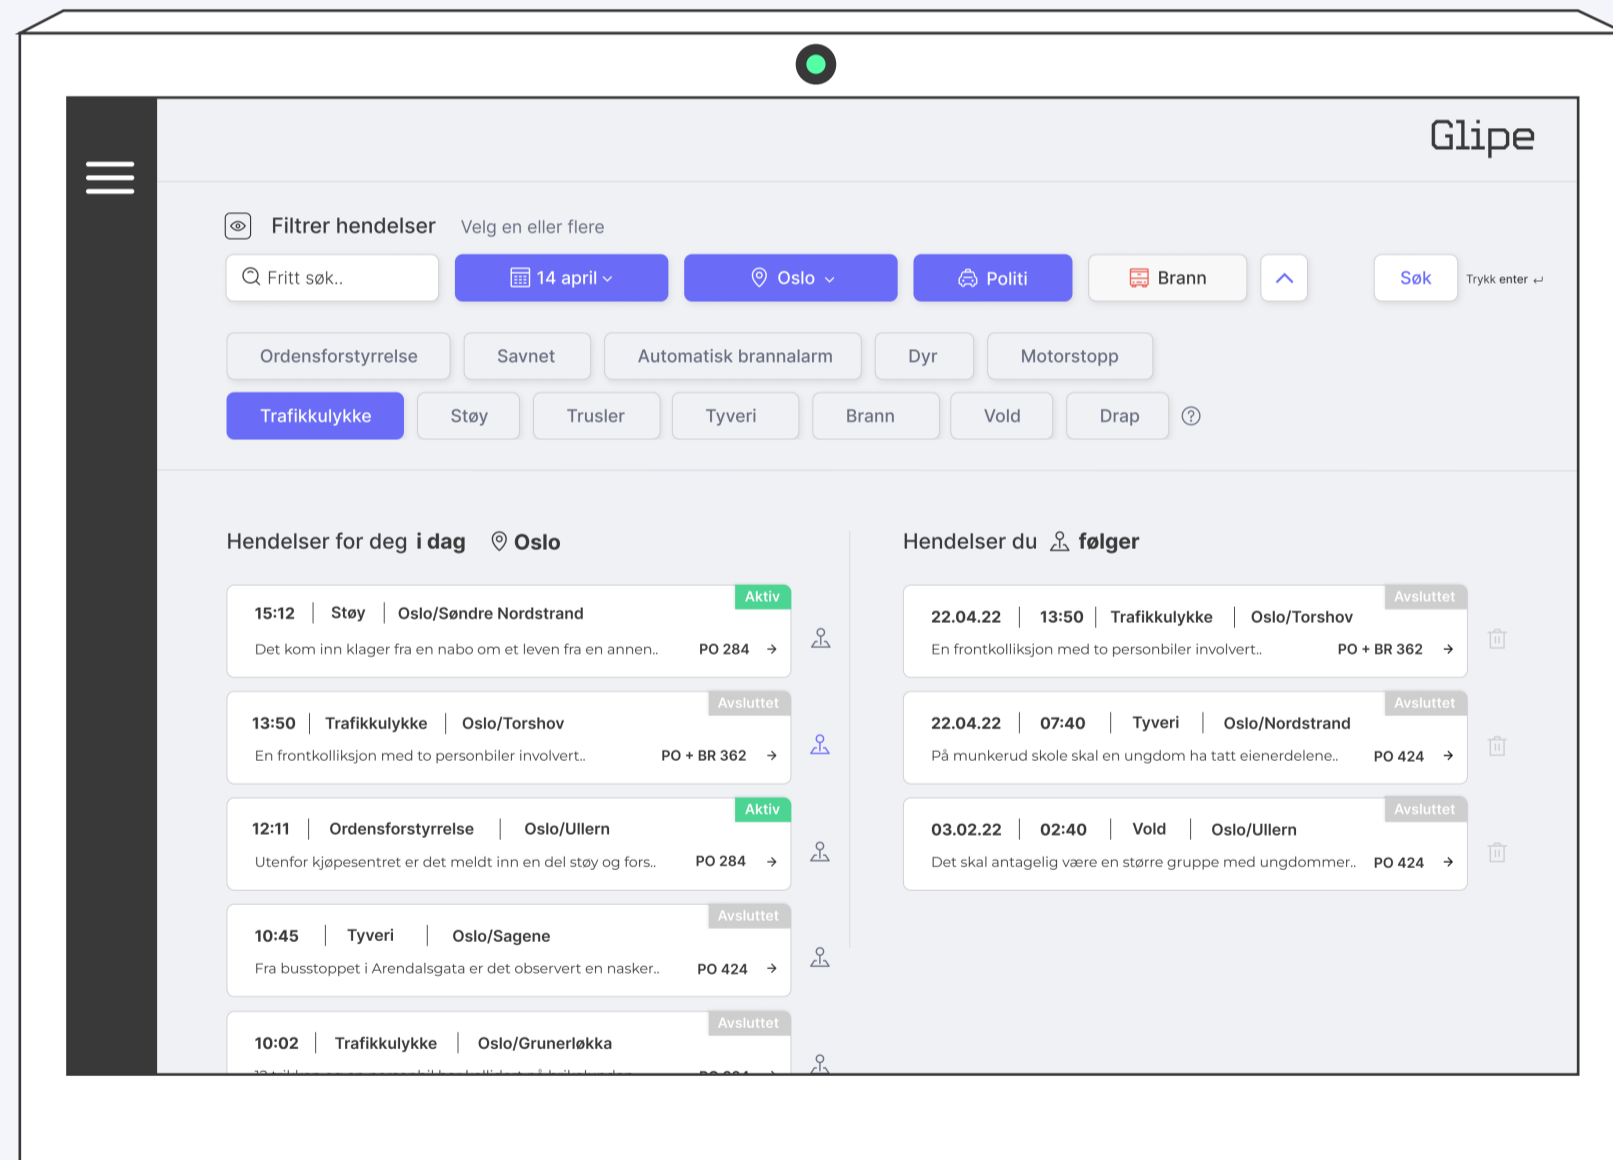 Glipe
Filtrer hendelser Velg en eller flere
Fritt søk.. 14 april Oslo Politi Brann Søk Trykk enter
Ordensforstyrrelse Savnet Automatisk brannalarm Dyr Motorstopp
Trafikkulykke Støy Trusler Tyveri Brann Vold Drap ?
Hendelser for deg i dag Oslo
Aktiv
15:12 Støy Oslo/Søndre Nordstrand
Det kom inn klager fra en nabo om et leven fra en annen.. PO 284
Avsluttet
13:50 Trafikkulykke Oslo/Torshov
En frontkolliksjon med to personbiler involvert.. PO + BR 362
Aktiv
12:11 Ordensforstyrrelse Oslo/Ullern
Utenfor kjøpesentret er det meldt inn en del støy og fors.. PO 284
Avsluttet
10:45 Tyveri Oslo/Sagene
Fra busstoppet i Arendalsgata er det observert en nasker.. PO 424
Avsluttet
10:02 Trafikkulykke Oslo/Grunerløkka
Hendelser du følger
Avsluttet
22.04.22 13:50 Trafikkulykke Oslo/Torshov
En frontkolliksjon med to personbiler involvert.. PO + BR 362
Avsluttet
22.04.22 07:40 Tyveri Oslo/Nordstrand
På munkerud skole skal en ungdom ha tatt eienerdelene.. PO 424
Avsluttet
03.02.22 02:40 Vold Oslo/Ullern
Det skal antagelig være en større gruppe med ungdommer.. PO 424